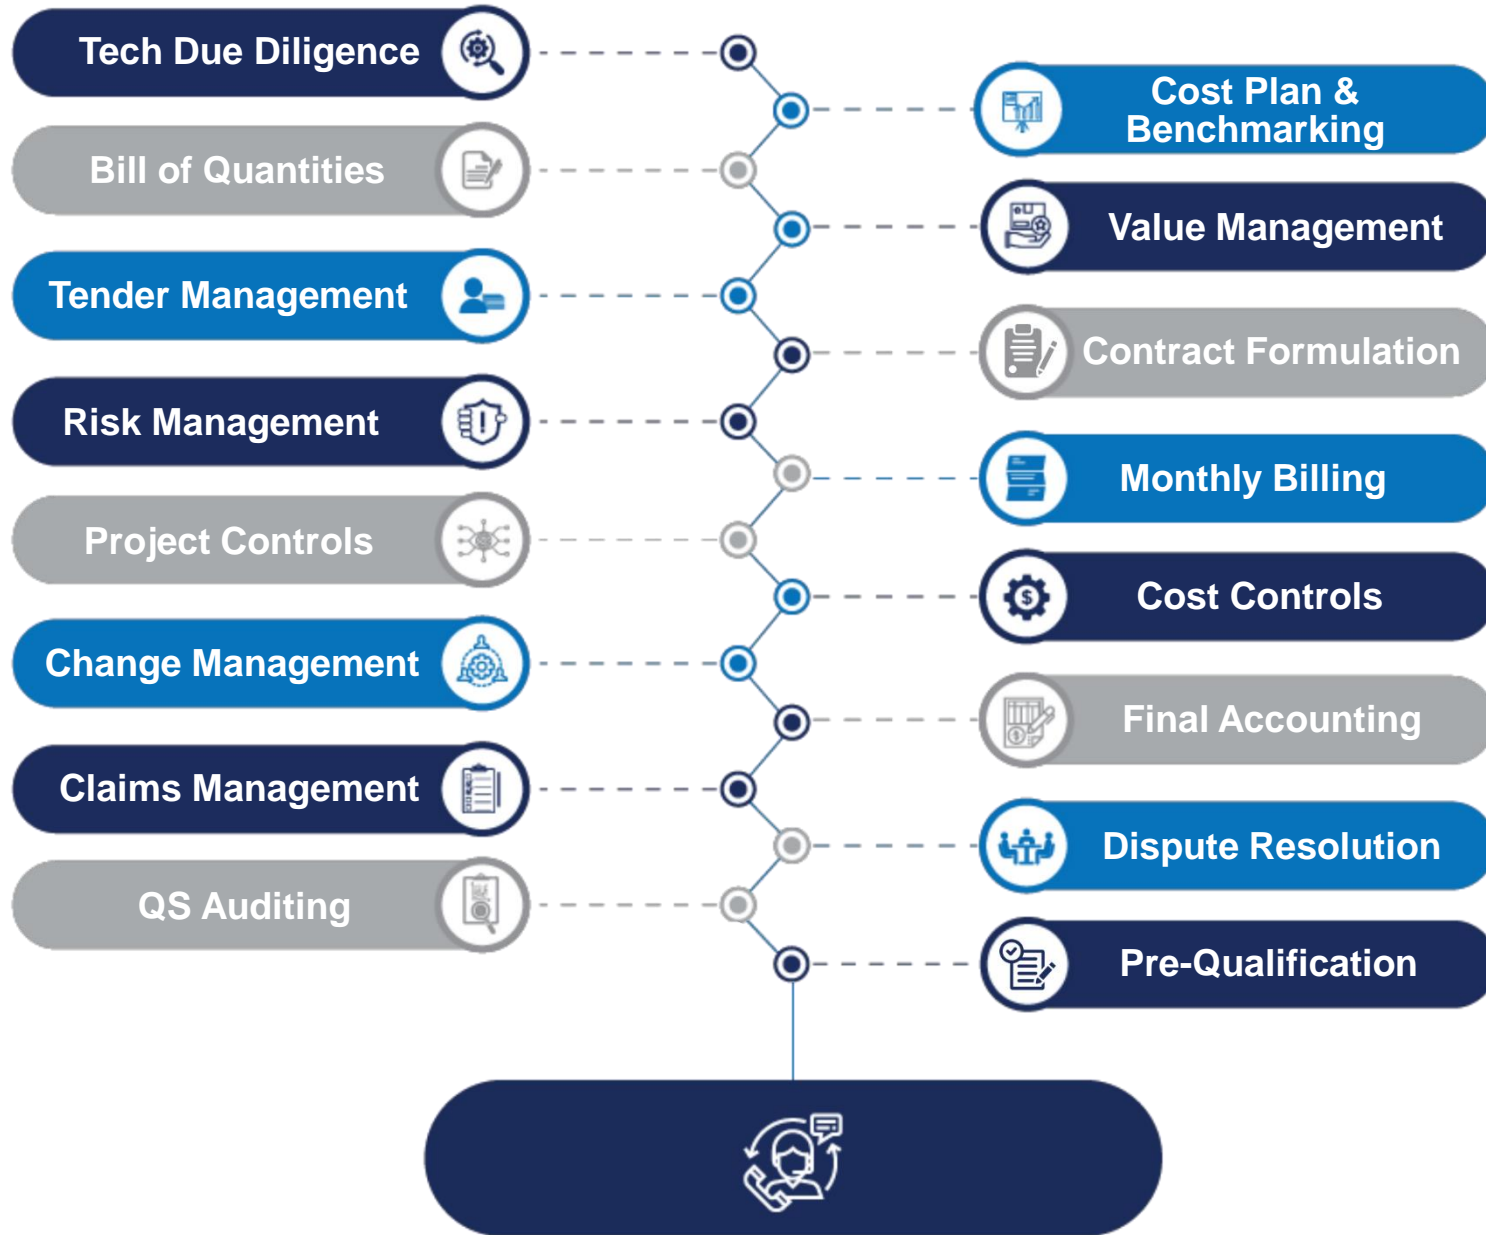 Tech Due Diligence
Cost Plan &
Benchmarking
Bill of Quantities
Value Management
Tender Management
Contract Formulation
Risk Management
Monthly Billing
Project Controls
Cost Controls
Change Management
Final Accounting
Claims Management
Dispute Resolution
QS Auditing
Pre-Qualification